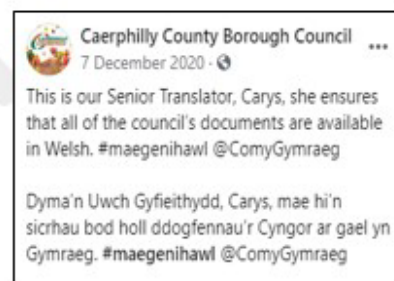 Caerphilly County Borough Council
7 December 2020 ·
This is our Senior Translator, Carys, she ensures
that all of the council's documents are available
in Welsh. #maegenihawl @ComyGymraeg
Dyma'n Uwch Gyfieithydd, Carys, mae hi'n
sicrhau bod holl ddogfennau'r Cyngor ar gael yn
Gymraeg. #maegenihawl @ComyGymraeg